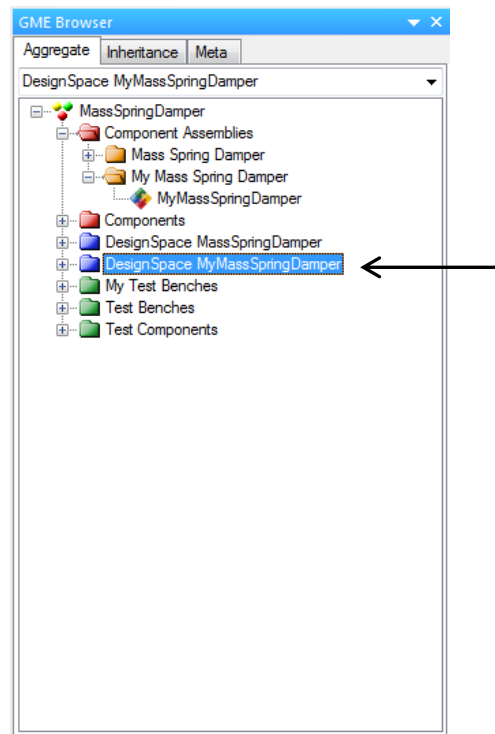 GME Browser
Aggregate Inheritance Meta
DesignSpace MyMassSpringDamper
MassSpringDamper
Component Assemblies
Mass Spring Damper
My Mass Spring Damper
MyMassSpringDamper
Components
DesignSpace MassSpringDamper
DesignSpace MyMassSpringDamper
My Test Benches
Test Benches
Test Components